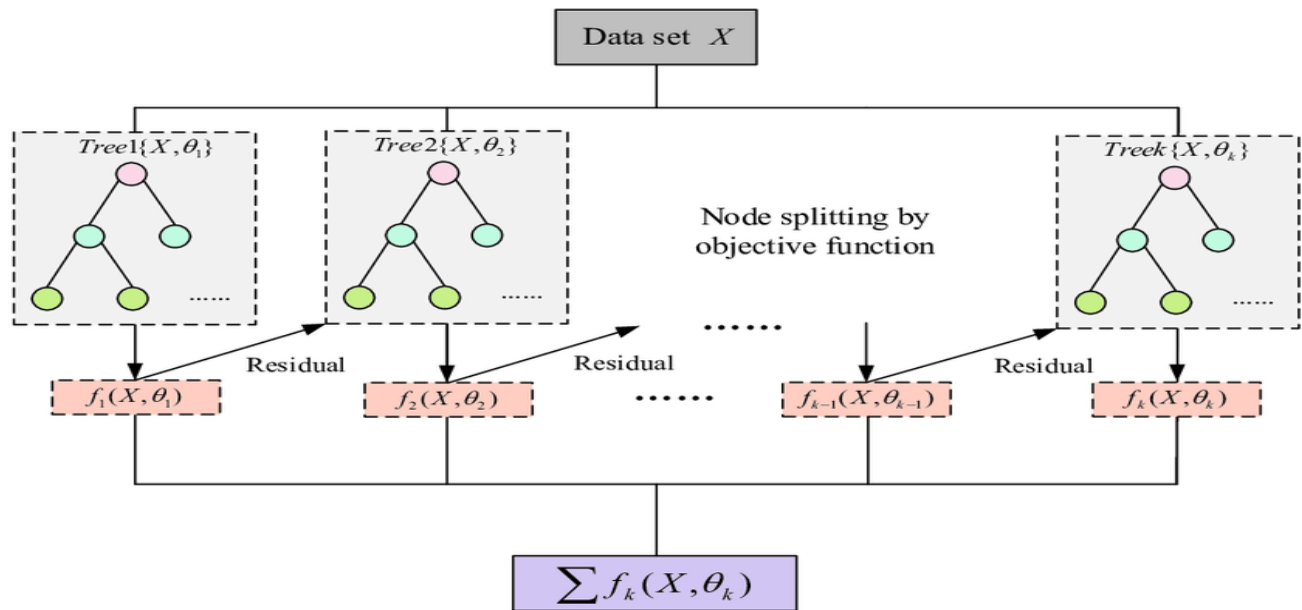 Data set X
Tree1{X,θ₁}
Tree2{X,θ₂}
Treek{X,θₖ}
Node splitting by
objective function
......
......
......
......
Residual
Residual
Residual
f₁(X,θ₁)
f₂(X,θ₂)
......
fₖ₋₁(X,θₖ₋₁)
fₖ(X,θₖ)
∑ fₖ(X,θₖ)